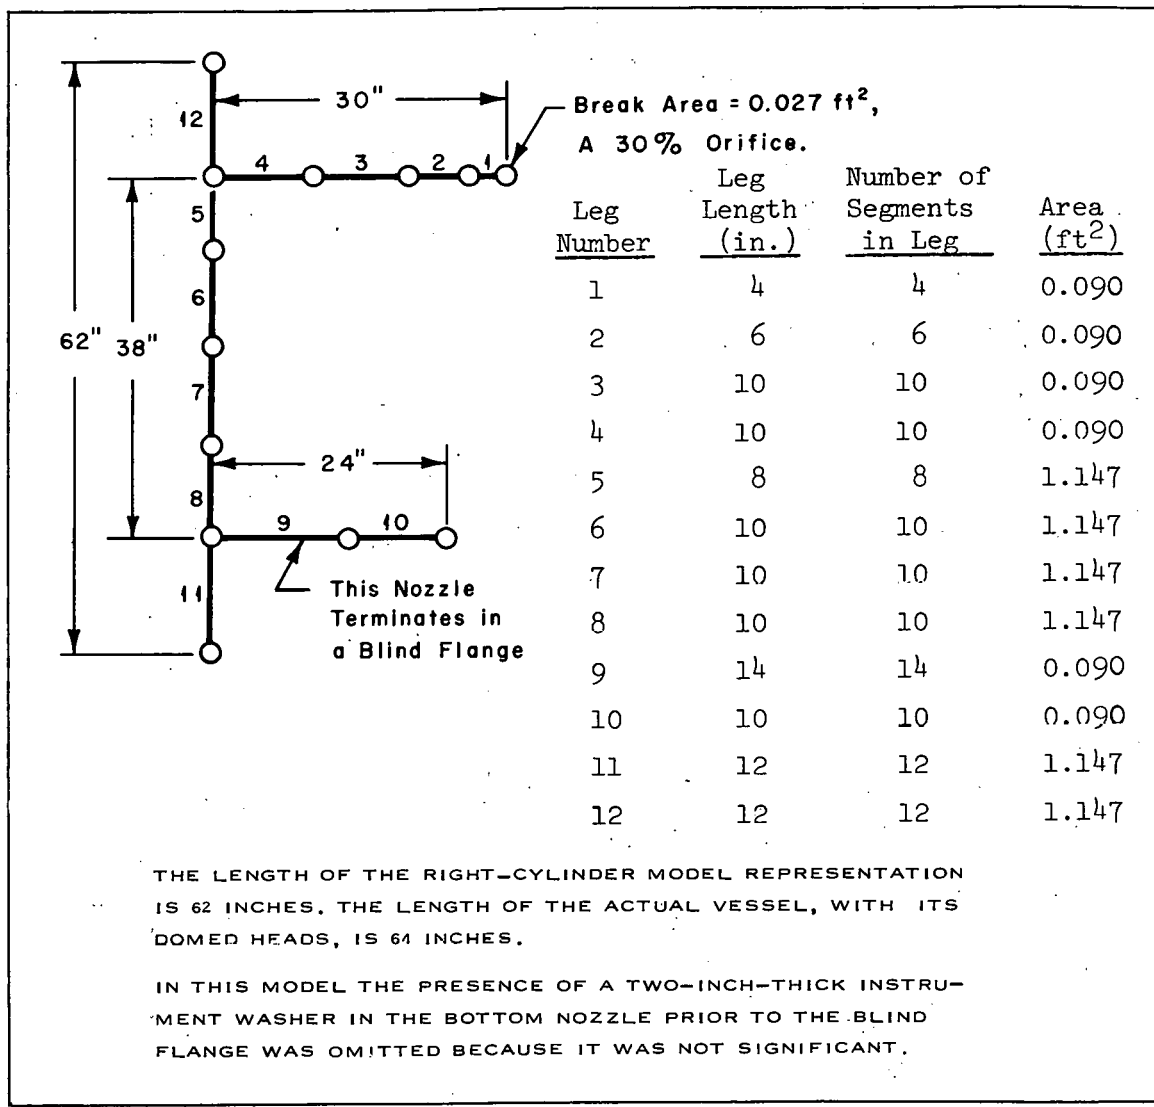 30"
Break Area = 0.027 ft²,
A 30% Orifice.
12
4 3 2 1
5
6
62" 38"
7
24"
8
9 10
11
This Nozzle
Terminates in
a Blind Flange
Leg Number Leg Length (in.) Number of Segments in Leg Area (ft²)
1 4 4 0.090
2 6 6 0.090
3 10 10 0.090
4 10 10 0.090
5 8 8 1.147
6 10 10 1.147
7 10 10 1.147
8 10 10 1.147
9 14 14 0.090
10 10 10 0.090
11 12 12 1.147
12 12 12 1.147
THE LENGTH OF THE RIGHT-CYLINDER MODEL REPRESENTATION
IS 62 INCHES. THE LENGTH OF THE ACTUAL VESSEL, WITH ITS
DOMED HEADS, IS 64 INCHES.
IN THIS MODEL THE PRESENCE OF A TWO-INCH-THICK INSTRU-
MENT WASHER IN THE BOTTOM NOZZLE PRIOR TO THE BLIND
FLANGE WAS OMITTED BECAUSE IT WAS NOT SIGNIFICANT.